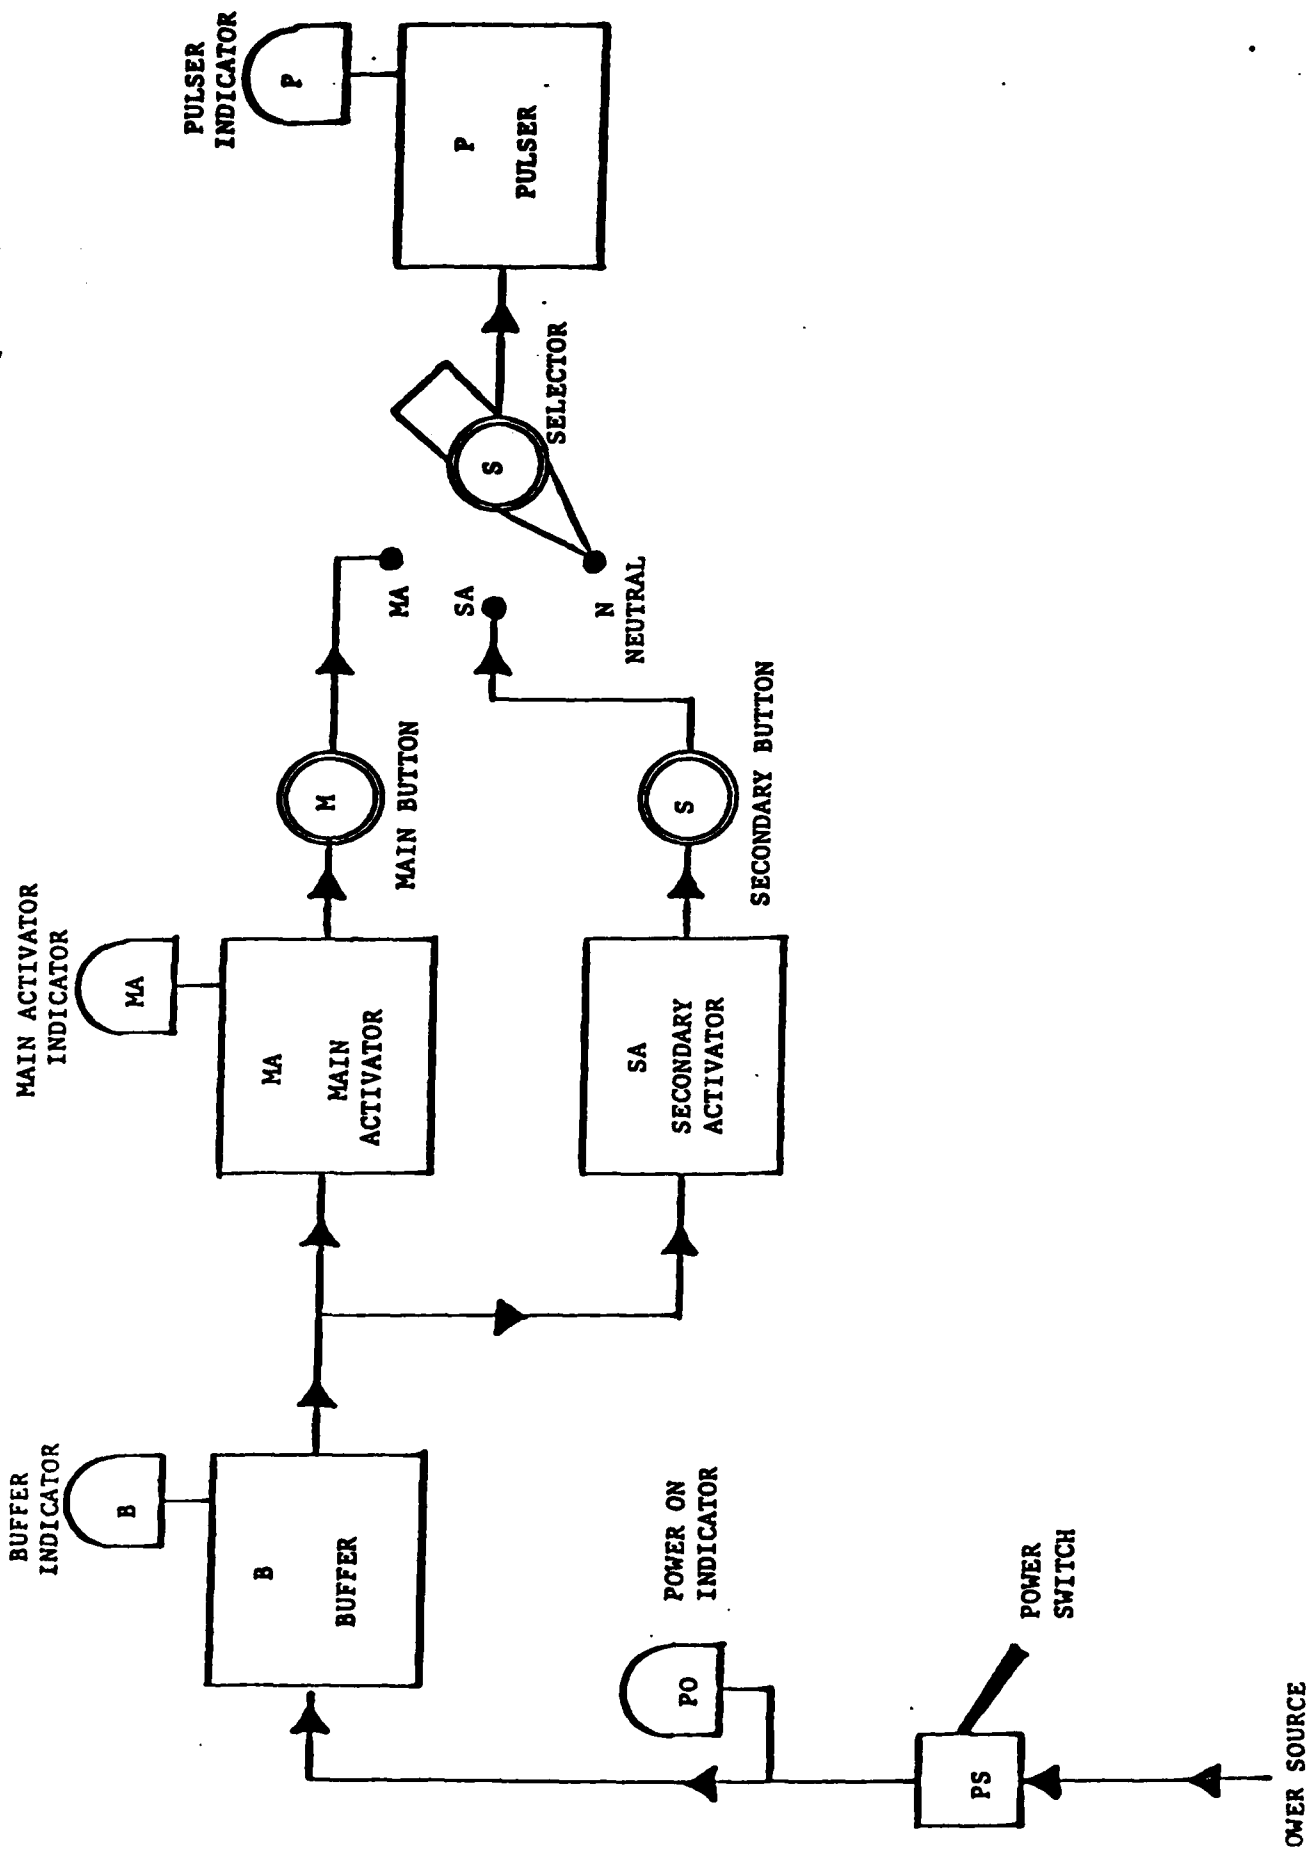 BUFFER
INDICATOR
B
B
BUFFER
MAIN ACTIVATOR
INDICATOR
MA
MA
MAIN
ACTIVATOR
M
MAIN BUTTON
MA
PULSER
INDICATOR
P
P
PULSER
S
SELECTOR
SA
N
NEUTRAL
SA
SECONDARY
ACTIVATOR
S
SECONDARY BUTTON
POWER ON
INDICATOR
PO
PS
POWER
SWITCH
OWER SOURCE